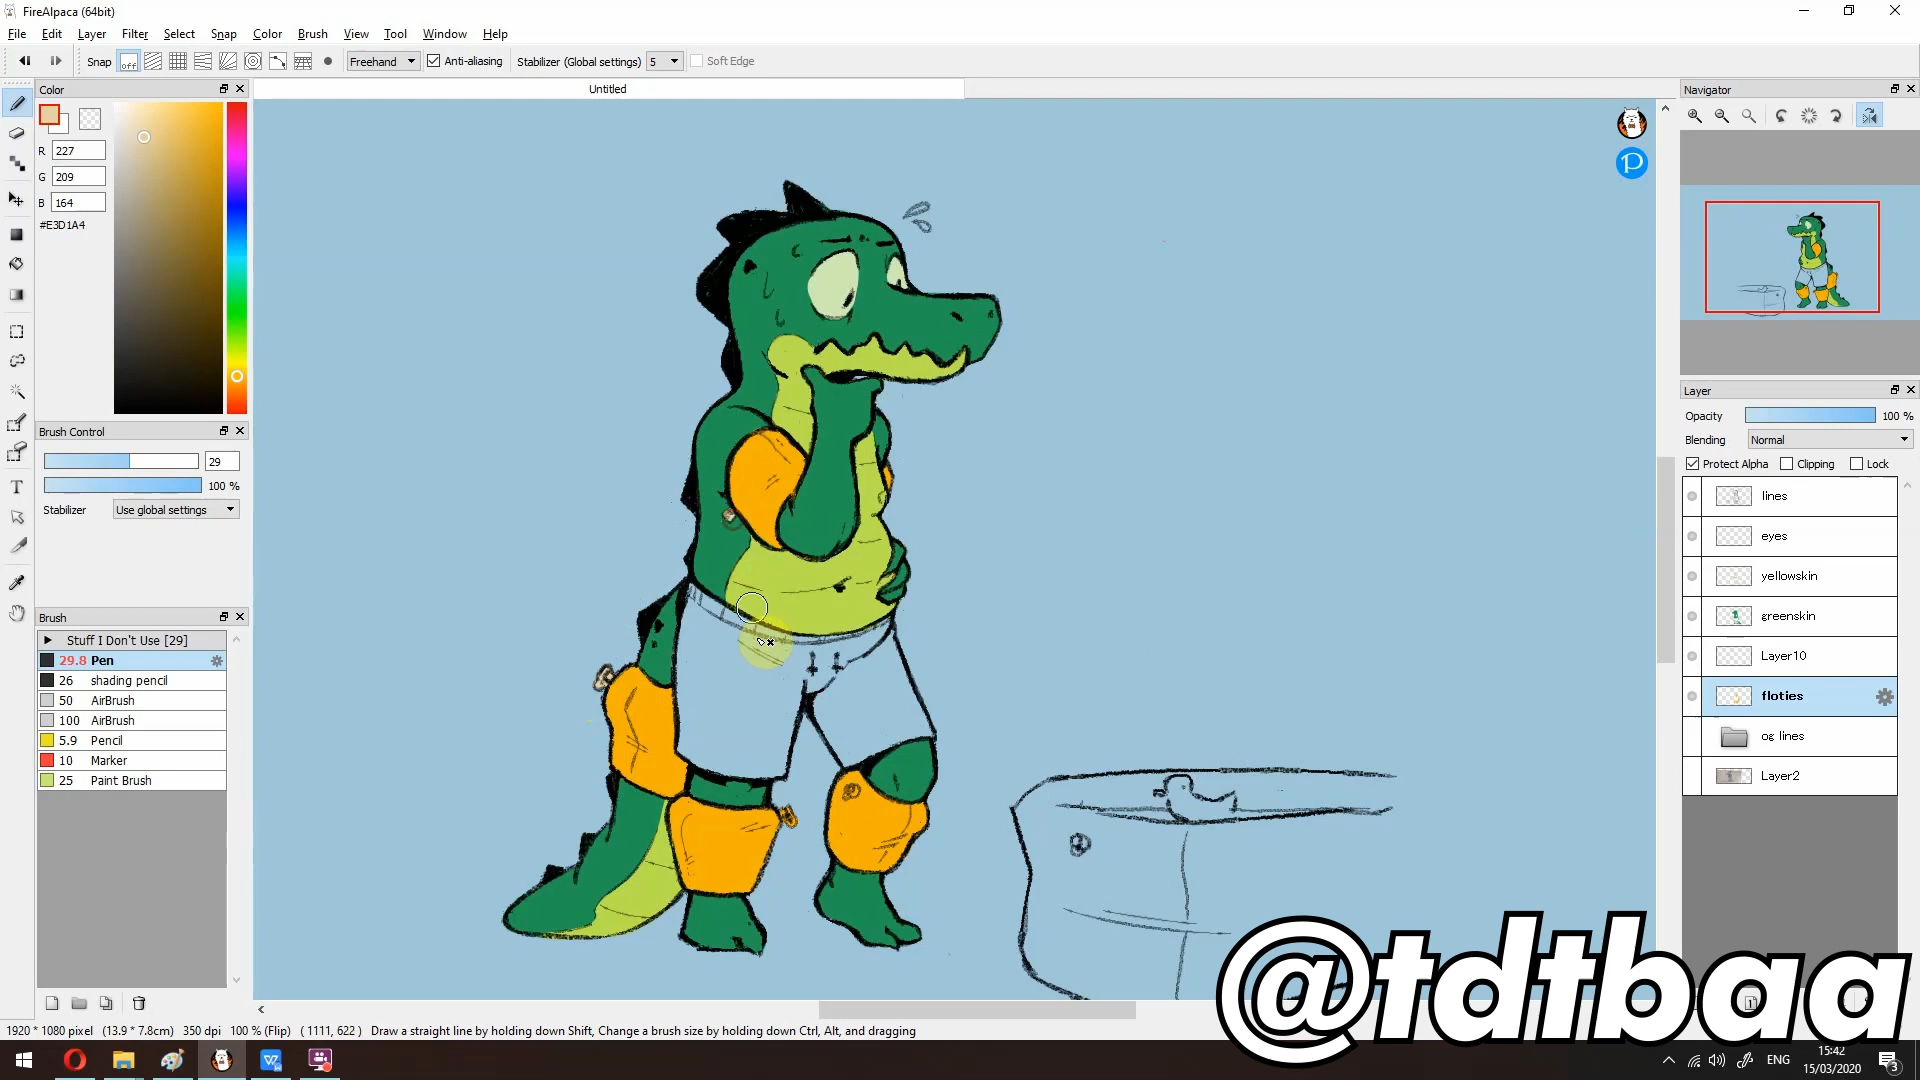 FireAlpaca (64bit)
File Edit Layer Filter Select Snap Color Brush View Tool Window Help
Snap off Freehand Anti-aliasing Stabilizer (Global settings) 5 Soft Edge
Color
Untitled
Navigator
R 227
G 209
B 164
#E3D1A4
P
Layer
Opacity 100 %
Blending Normal
Protect Alpha Clipping Lock
Brush Control
29
100 %
Stabilizer Use global settings
lines
eyes
yellowskin
greenskin
Layer10
floties
og lines
Layer2
Brush
Stuff I Don't Use [29]
29.8 Pen
26 shading pencil
50 AirBrush
100 AirBrush
5.9 Pencil
10 Marker
25 Paint Brush
T
@tdtbaa
1920 * 1080 pixel (13.9 * 7.8cm) 350 dpi 100 % (Flip) ( 1111, 622 ) Draw a straight line by holding down Shift, Change a brush size by holding down Ctrl, Alt, and dragging
ENG
15:42
15/03/2020
3